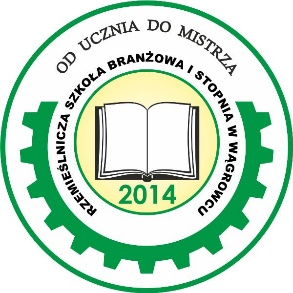 OD UCZNIA DO MISTRZA
RZEMIEŚLNICZA SZKOŁA BRANŻOWA I STOPNIA W WĄGROWCU
2014